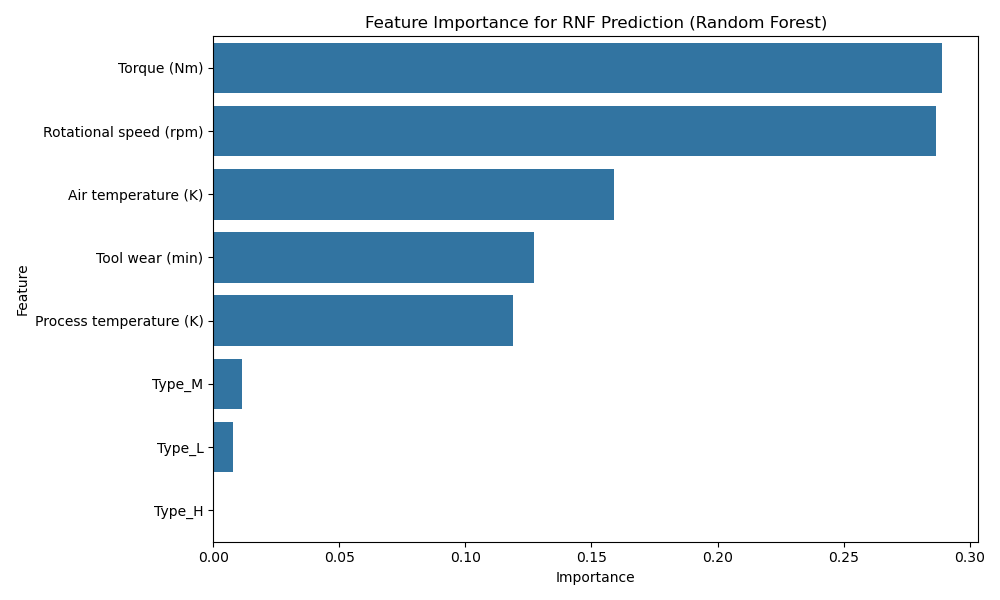 Feature Importance for RNF Prediction (Random Forest)
Torque (Nm)
Rotational speed (rpm)
Air temperature (K)
Tool wear (min)
Process temperature (K)
Type_M
Type_L
Type_H
Feature
0.00 0.05 0.10 0.15 0.20 0.25 0.30
Importance